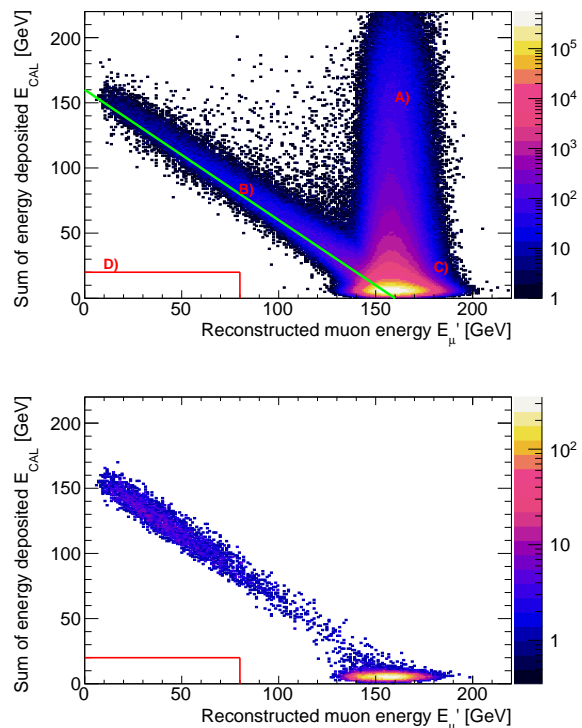 Sum of energy deposited E_CAL [GeV]
200
150
100
50
0
A)
B)
C)
D)
0 50 100 150 200
Reconstructed muon energy E_μ' [GeV]
10^5
10^4
10^3
10^2
10
1
Sum of energy deposited E_CAL [GeV]
200
150
100
50
0
0 50 100 150 200
Reconstructed muon energy E_μ' [GeV]
10^2
10
1